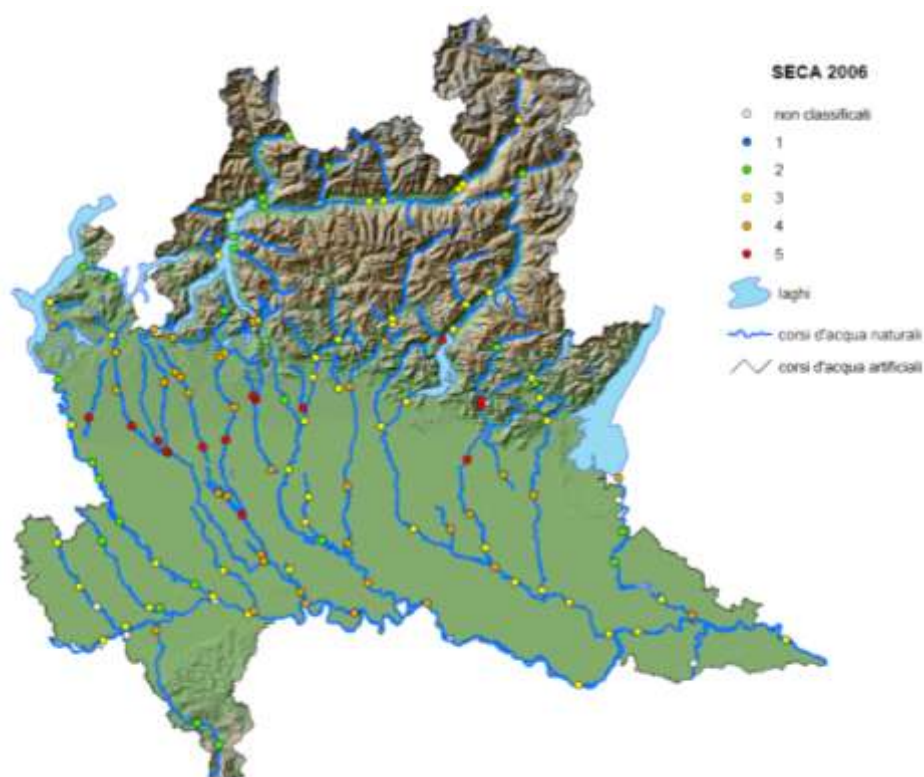 SECA 2006
non classificati
1
2
3
4
5
laghi
corsi d'acqua naturali
corsi d'acqua artificiali